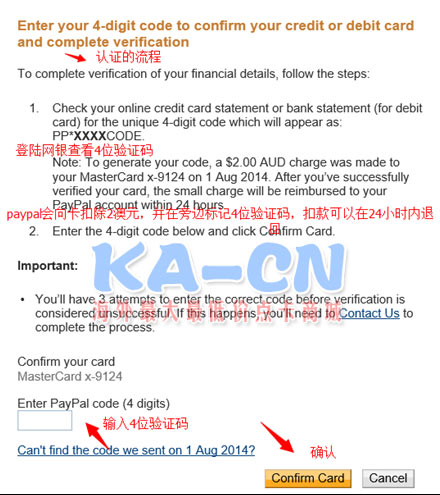 Enter your 4-digit code to confirm your credit or debit card
and complete verification
认证的流程
To complete verification of your financial details, follow the steps:
1. Check your online credit card statement or bank statement (for debit
card) for the unique 4-digit code which will appear as:
PP*XXXXCODE.
登陆网银查看4位验证码
Note: To generate your code, a $2.00 AUD charge was made to
your MasterCard x-9124 on 1 Aug 2014. After you've successfully
verified your card, the small charge will be reimbursed to your
PayPal account within 24 hours.
paypal会向卡扣除2澳元，并在旁边标记4位验证码，扣款可以在24小时内退
回
2. Enter the 4-digit code below and click Confirm Card.
Important:
KA-CN
• You'll have 3 attempts to enter the correct code before verification is
considered unsuccessful. If this happens, you'll need to Contact Us to
海外最大最低价点卡商城
complete the process.
Confirm your card
MasterCard x-9124
Enter PayPal code (4 digits)
输入4位验证码
Can't find the code we sent on 1 Aug 2014?
确认
Confirm Card
Cancel